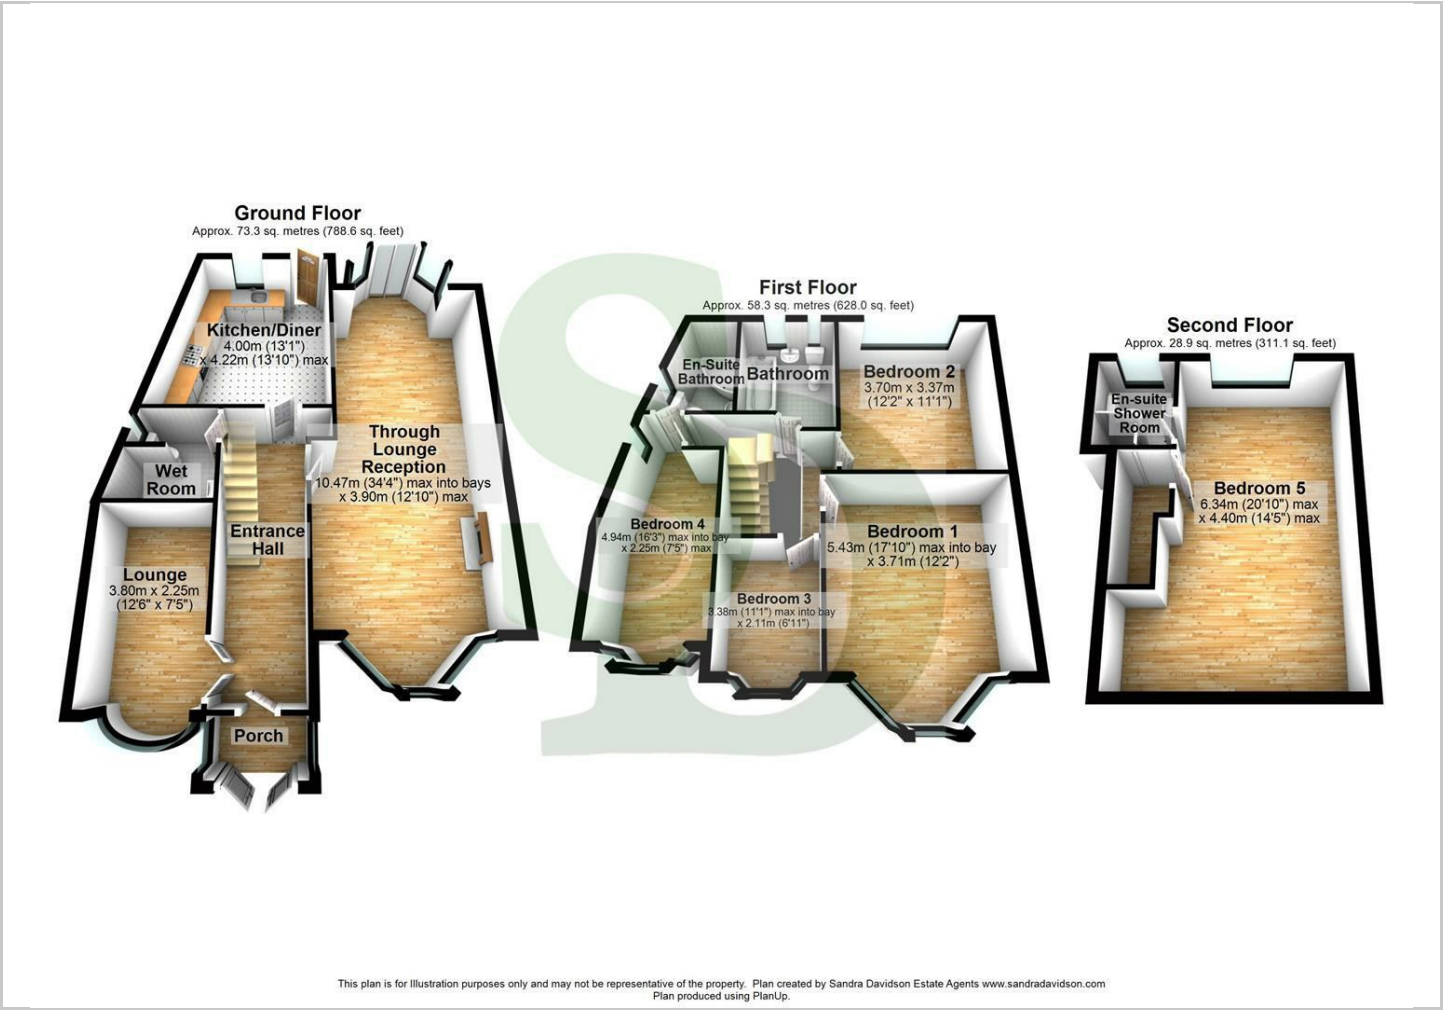 Ground Floor
Approx. 73.3 sq. metres (788.6 sq. feet)
Kitchen/Diner
4.00m (13'1")
x 4.22m (13'10") max
Through
Lounge
Reception
10.47m (34'4") max into bays
x 3.90m (12'10") max
Wet
Room
Entrance
Hall
Lounge
3.80m x 2.25m
(12'6" x 7'5")
Porch
First Floor
Approx. 58.3 sq. metres (628.0 sq. feet)
En-Suite
Bathroom
Bathroom
Bedroom 2
3.70m x 3.37m
(12'2" x 11'1")
Bedroom 4
4.94m (16'3") max into bay
x 2.25m (7'5") max
Bedroom 1
5.43m (17'10") max into bay
x 3.71m (12'2")
Bedroom 3
3.38m (11'1") max into bay
x 2.11m (6'11")
Second Floor
Approx. 28.9 sq. metres (311.1 sq. feet)
En-suite
Shower
Room
Bedroom 5
6.34m (20'10") max
x 4.40m (14'5") max
This plan is for Illustration purposes only and may not be representative of the property. Plan created by Sandra Davidson Estate Agents www.sandradavidson.com
Plan produced using PlanUp.